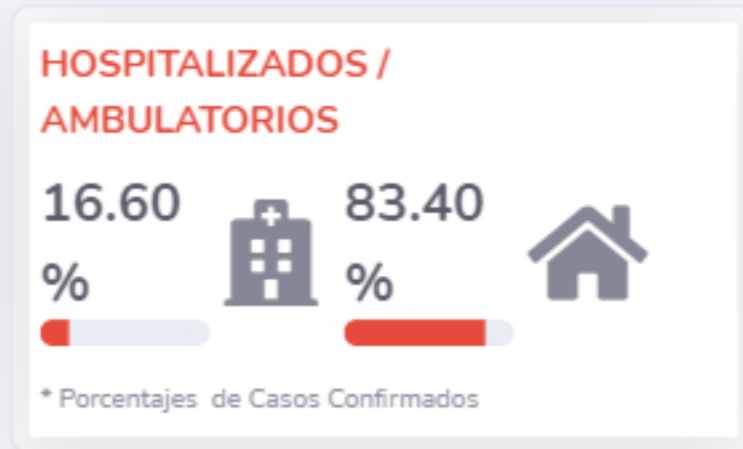 HOSPITALIZADOS /
AMBULATORIOS
16.60
%
83.40
%
* Porcentajes de Casos Confirmados